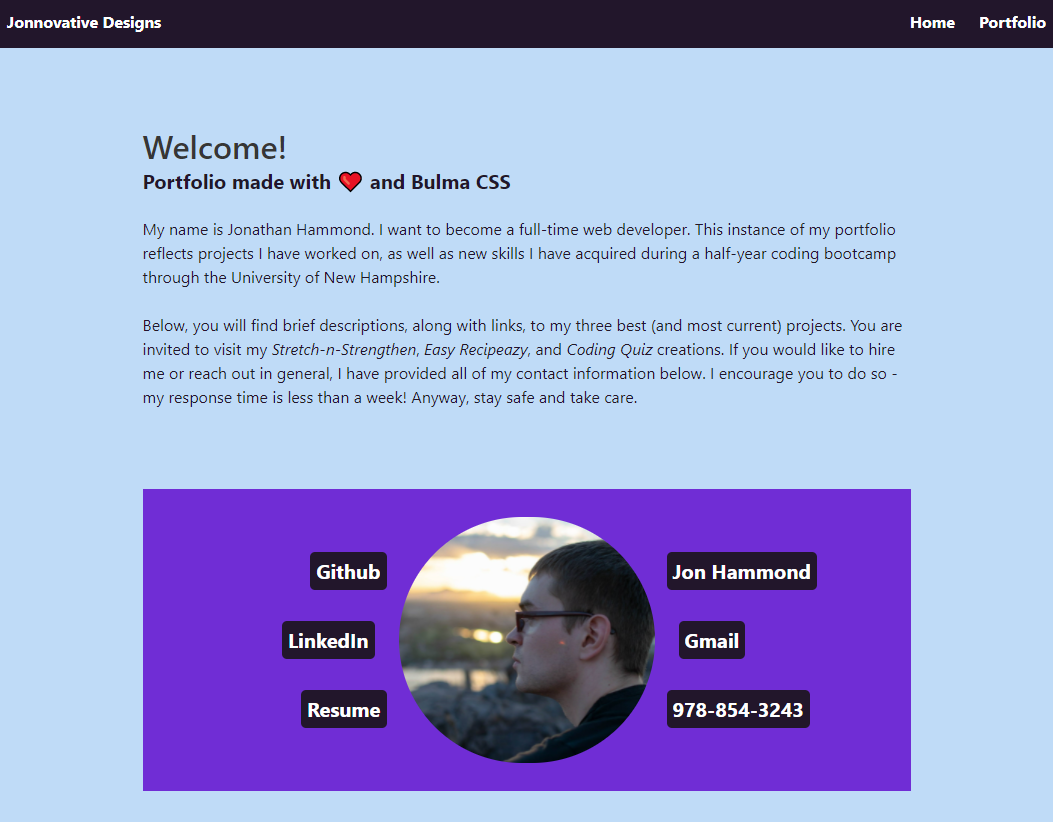 Jonnovative Designs
Home Portfolio
Welcome!
Portfolio made with ❤️ and Bulma CSS
My name is Jonathan Hammond. I want to become a full-time web developer. This instance of my portfolio
reflects projects I have worked on, as well as new skills I have acquired during a half-year coding bootcamp
through the University of New Hampshire.
Below, you will find brief descriptions, along with links, to my three best (and most current) projects. You are
invited to visit my Stretch-n-Strengthen, Easy Recipeazy, and Coding Quiz creations. If you would like to hire
me or reach out in general, I have provided all of my contact information below. I encourage you to do so -
my response time is less than a week! Anyway, stay safe and take care.
Github
LinkedIn
Resume
Jon Hammond
Gmail
978-854-3243